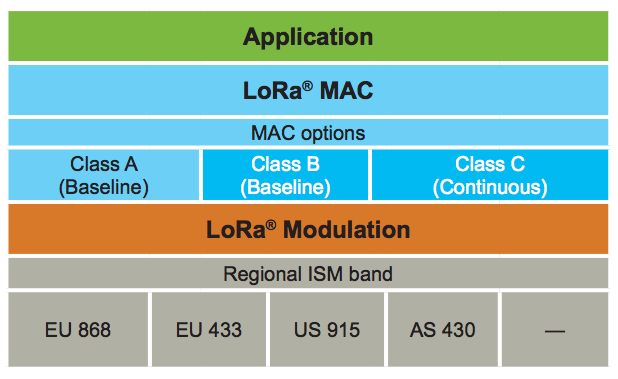 Application
LoRa® MAC
MAC options
Class A
(Baseline)
Class B
(Baseline)
Class C
(Continuous)
LoRa® Modulation
Regional ISM band
EU 868
EU 433
US 915
AS 430
—